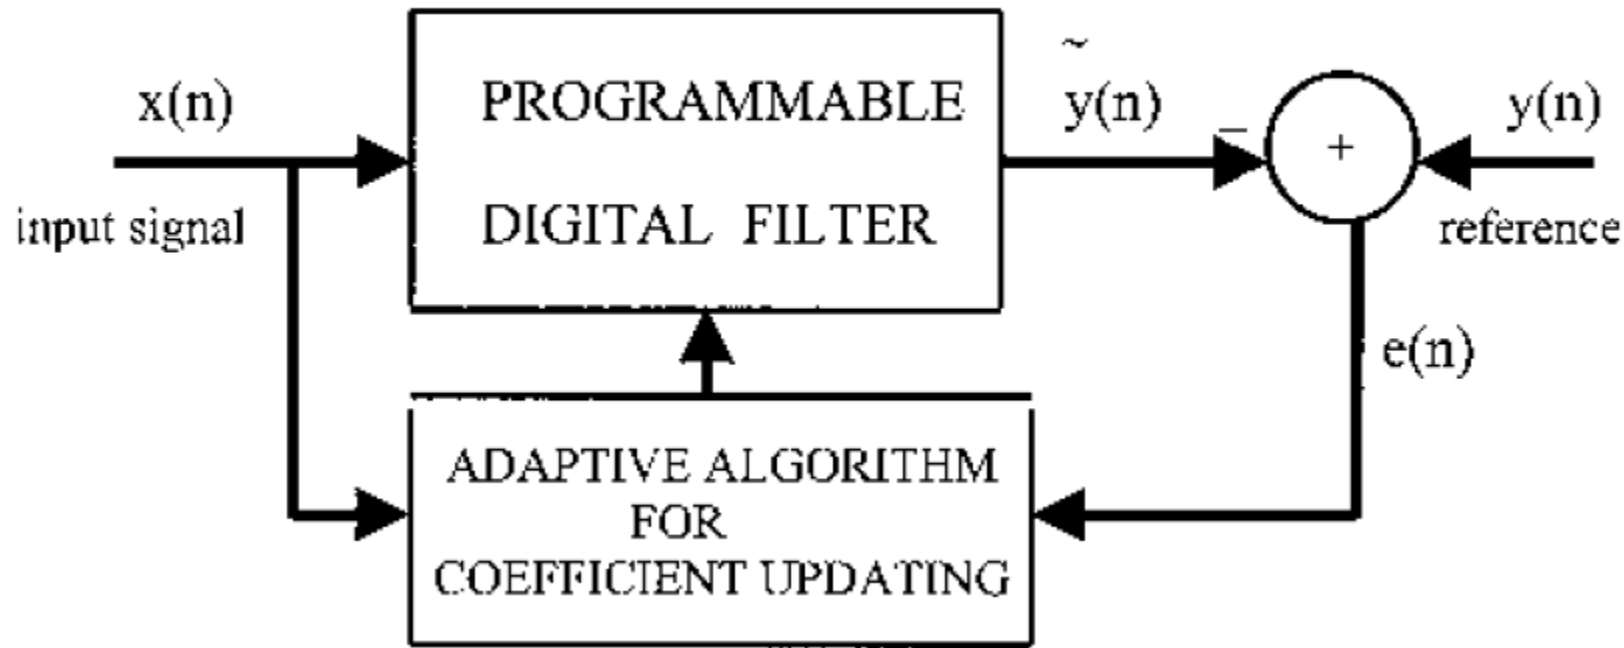 x(n)
input signal
PROGRAMMABLE
DIGITAL FILTER
ỹ(n)
−
+
y(n)
reference
e(n)
ADAPTIVE ALGORITHM
FOR
COEFFICIENT UPDATING